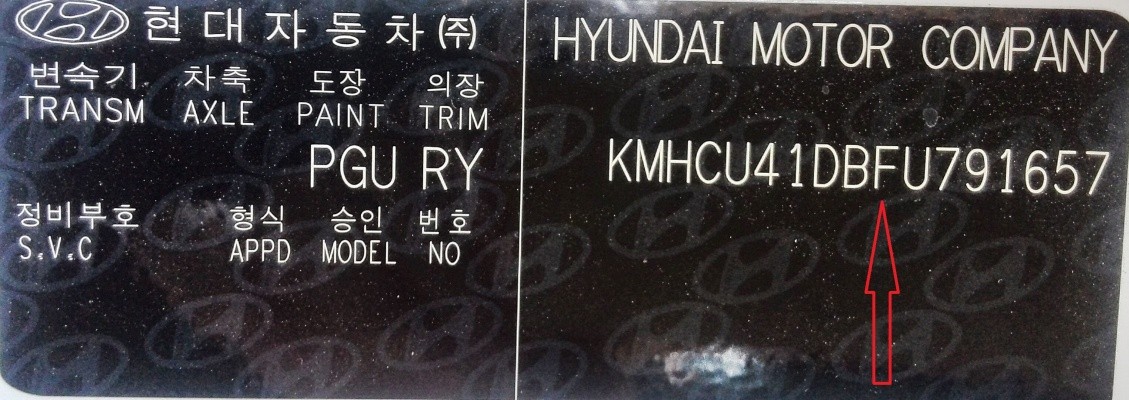 현대자동차㈜
변속기 차축 도장 의장
TRANSM AXLE PAINT TRIM
PGU RY
정비부호 형식 승인 번호
S.V.C APPD MODEL NO
HYUNDAI MOTOR COMPANY
KMHCU41DBFU791657